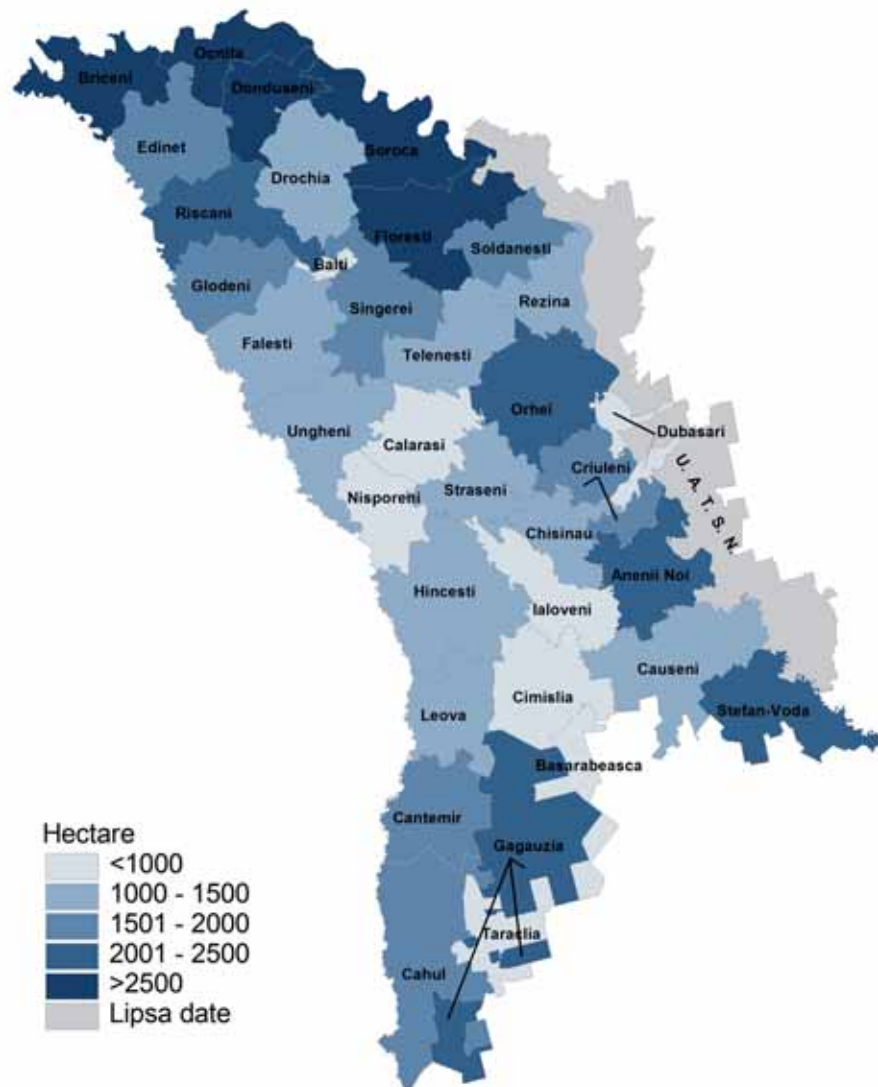 Ocnita
Briceni
Donduseni
Edinet
Soroca
Drochia
Riscani
Floresti
Soldanesti
Balti
Glodeni
Rezina
Singerei
Falesti
Telenesti
Orhei
Dubasari
Ungheni
Calarasi
Criuleni
U. A. T. S. N.
Straseni
Nisporeni
Chisinau
Anenii Noi
Hincesti
Ialoveni
Causeni
Cimislia
Stefan-Voda
Leova
Basarabeasca
Cantemir
Gagauzia
Taraclia
Cahul
Hectare
<1000
1000 - 1500
1501 - 2000
2001 - 2500
>2500
Lipsa date